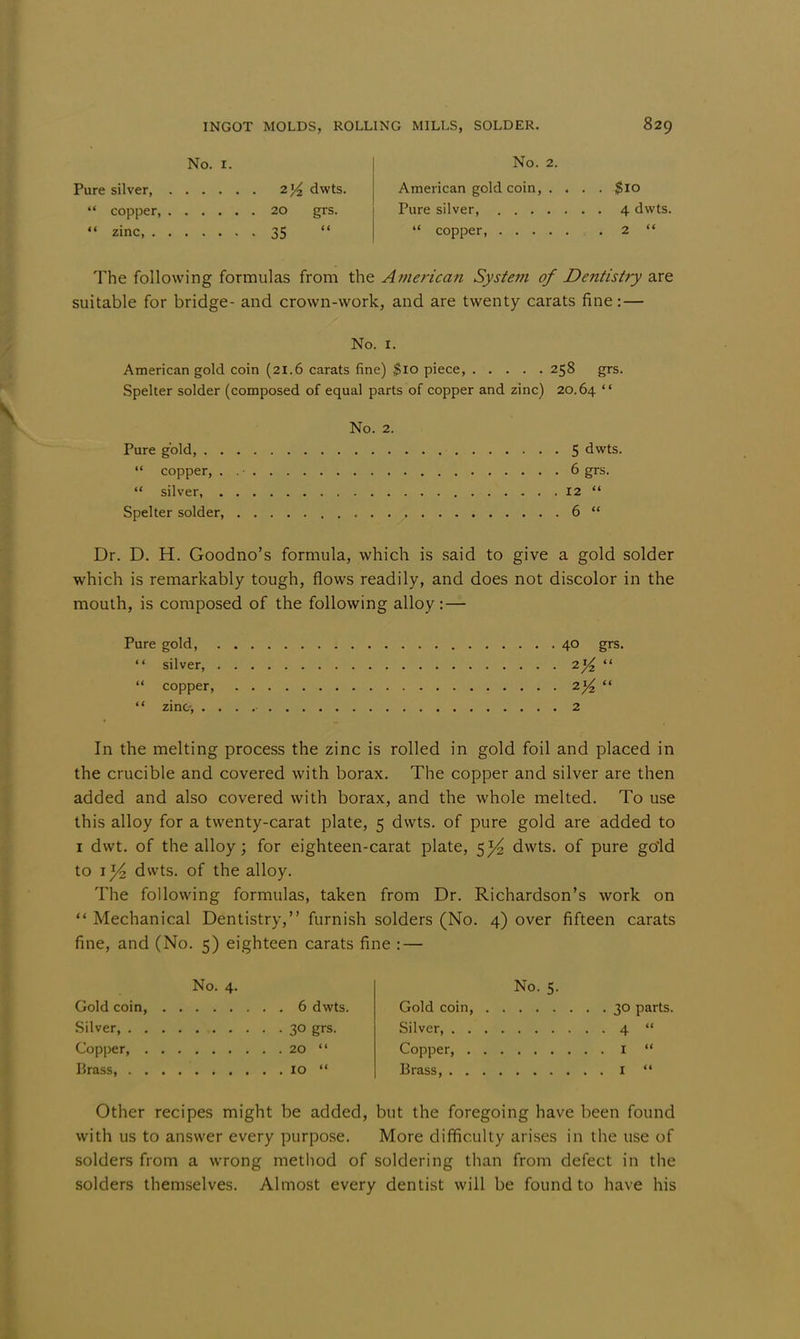 INGOT MOLDS, ROLLING MILLS, SOLDER. 829
No. 1.
Pure silver, . . . . . . 2½ dwts.
“ copper, . . . . . . 20 grs.
“ zinc, . . . . . . . 35 “
No. 2.
American gold coin, . . . . $10
Pure silver, . . . . . . . 4 dwts.
“ copper, . . . . . . 2 “
The following formulas from the American System of Dentistry are
suitable for bridge- and crown-work, and are twenty carats fine:—
No. 1.
American gold coin (21.6 carats fine) $10 piece, . . . . . 258 grs.
Spelter solder (composed of equal parts of copper and zinc) 20.64 “
No. 2.
Pure gold, . . . . . . . . . . . . . . . . . . . . . . 5 dwts.
“ copper, . . . . . . . . . . . . . . . . . . . . . 6 grs.
“ silver, . . . . . . . . . . . . . . . . . . . . . 12 “
Spelter solder, . . . . . . . . . . . . . . . . . . . . 6 “
Dr. D. H. Goodno’s formula, which is said to give a gold solder
which is remarkably tough, flows readily, and does not discolor in the
mouth, is composed of the following alloy:—
Pure gold, . . . . . . . . . . . . . . . . . . . . . 40 grs.
“ silver, . . . . . . . . . . . . . . . . . . . . . 2½ “
“ copper, . . . . . . . . . . . . . . . . . . . . 2½ “
“ zinc, . . . . . . . . . . . . . . . . . . . . . . 2
In the melting process the zinc is rolled in gold foil and placed in
the crucible and covered with borax. The copper and silver are then
added and also covered with borax, and the whole melted. To use
this alloy for a twenty-carat plate, 5 dwts. of pure gold are added to
1 dwt. of the alloy; for eighteen-carat plate, 5½ dwts. of pure gold
to 1½ dwts. of the alloy.
The following formulas, taken from Dr. Richardson’s work on
“Mechanical Dentistry,” furnish solders (No. 4) over fifteen carats
fine, and (No. 5) eighteen carats fine :—
No. 4.
Gold coin, . . . . . . . . 6 dwts.
Silver, . . . . . . . . . . 30 grs.
Copper, . . . . . . . . . 20 “
Brass, . . . . . . . . . . 10 “
No. 5.
Gold coin, . . . . . . . . 30 parts.
Silver, . . . . . . . . . . 4 “
Copper, . . . . . . . . . 1 “
Brass, . . . . . . . . . . 1 “
Other recipes might be added, but the foregoing have been found
with us to answer every purpose. More difficulty arises in the use of
solders from a wrong method of soldering than from defect in the
solders themselves. Almost every dentist will be found to have his